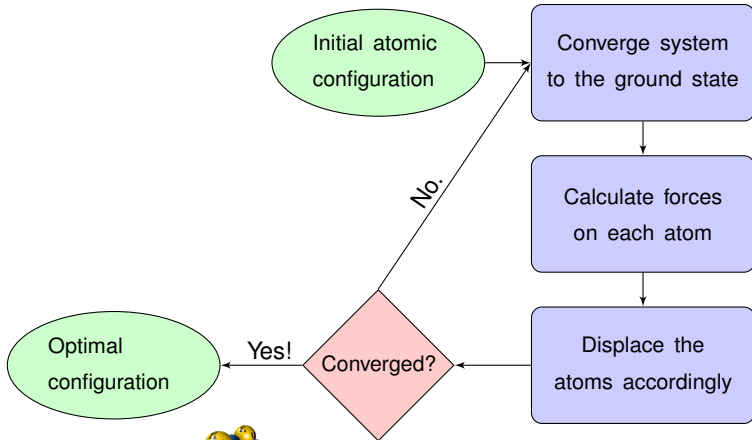 Initial atomic
configuration
Converge system
to the ground state
Calculate forces
on each atom
No.
Displace the
atoms accordingly
Converged?
Yes!
Optimal
configuration